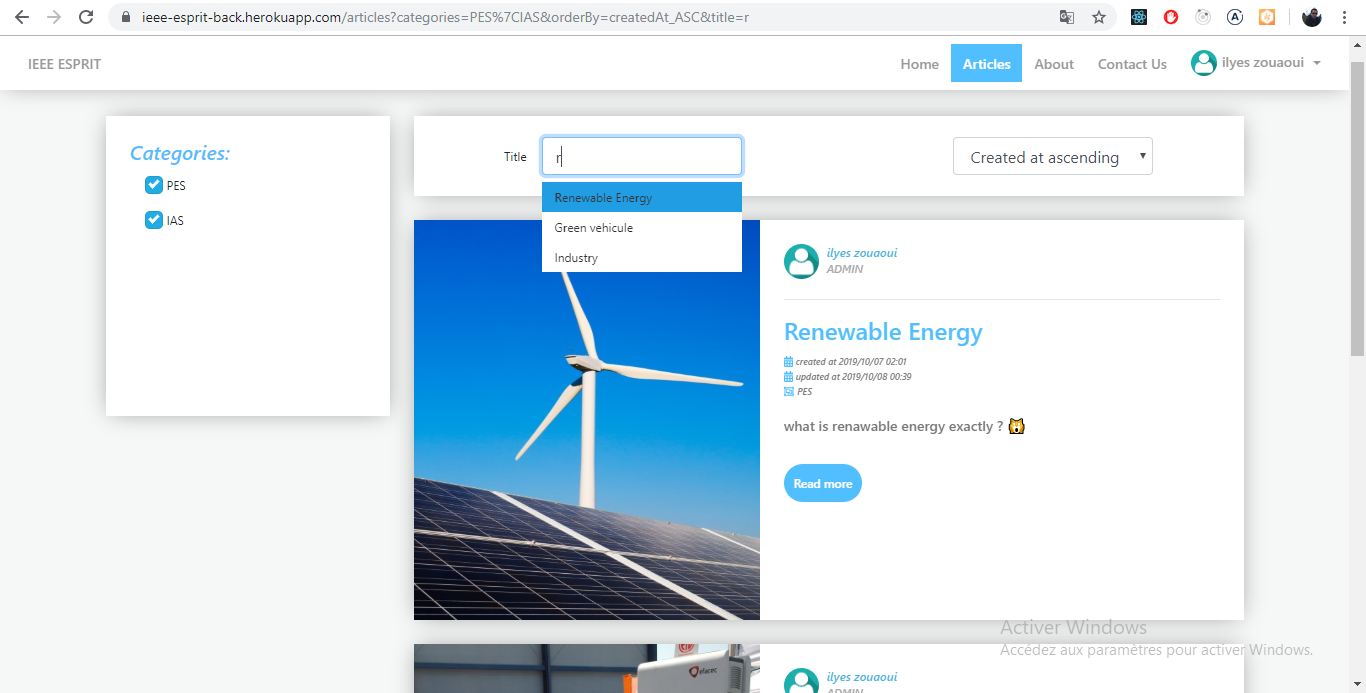 ieee-esprit-back.herokuapp.com/articles?categories=PES%7CIAS&orderBy=createdAt_ASC&title=r
IEEE ESPRIT
Home
Articles
About
Contact Us
ilyes zouaoui
Categories:
PES
IAS
Title
r
Created at ascending
Renewable Energy
Green vehicule
Industry
ilyes zouaoui
ADMIN
Renewable Energy
created at 2019/10/07 02:01
updated at 2019/10/08 00:39
PES
what is renawable energy exactly ? 🙀
Read more
efacec
ilyes zouaoui
ADMIN
Activer Windows
Accédez aux paramètres pour activer Windows.